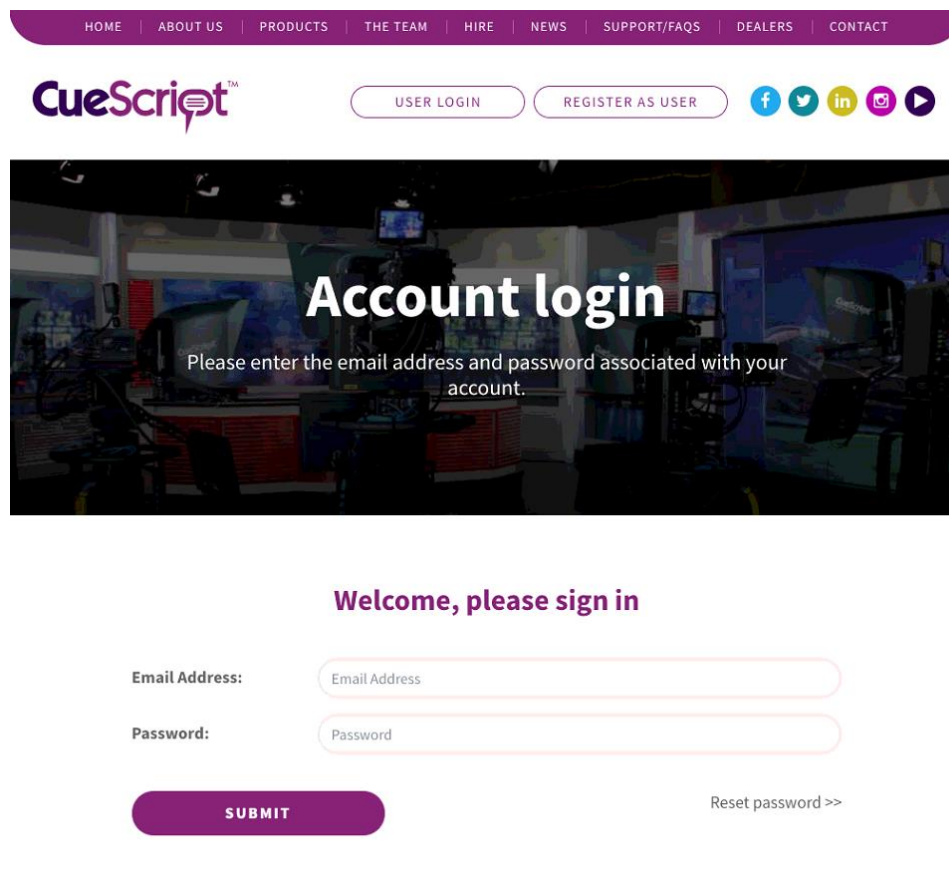 HOME | ABOUT US | PRODUCTS | THE TEAM | HIRE | NEWS | SUPPORT/FAQS | DEALERS | CONTACT
CueScript™
USER LOGIN
REGISTER AS USER
Account login
Please enter the email address and password associated with your
account.
Welcome, please sign in
Email Address:
Email Address
Password:
Password
SUBMIT
Reset password >>